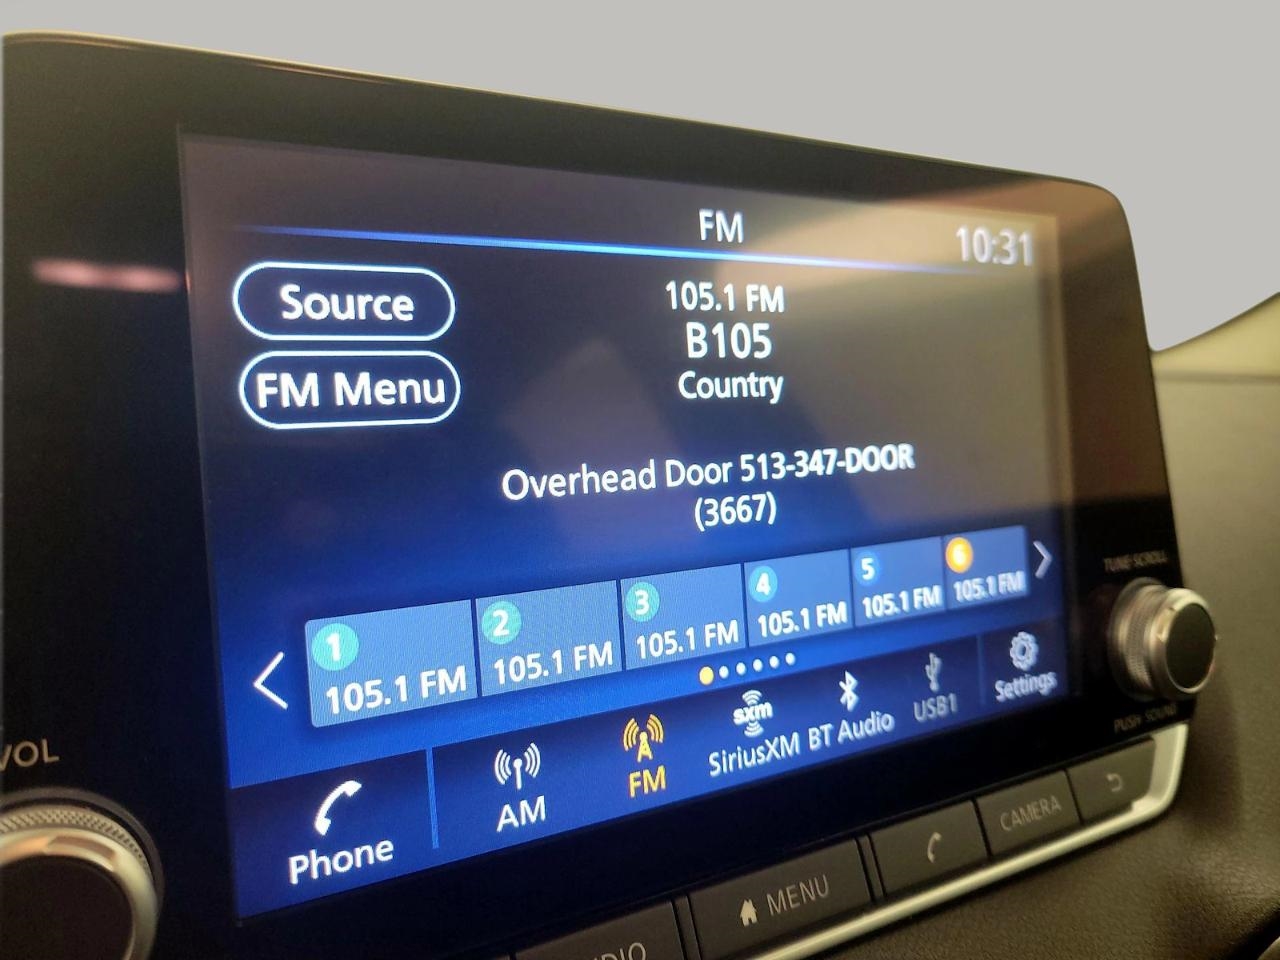 FM
10:31
Source
105.1 FM
B105
FM Menu
Country
Overhead Door 513-347-DOOR
(3667)
1
105.1 FM
2
105.1 FM
3
105.1 FM
4
105.1 FM
5
105.1 FM
6
105.1 FM
TUNE·SCROLL
VOL
PUSH SOUND
Phone
AM
FM
sxm
SiriusXM
BT Audio
USB1
Settings
MENU
CAMERA